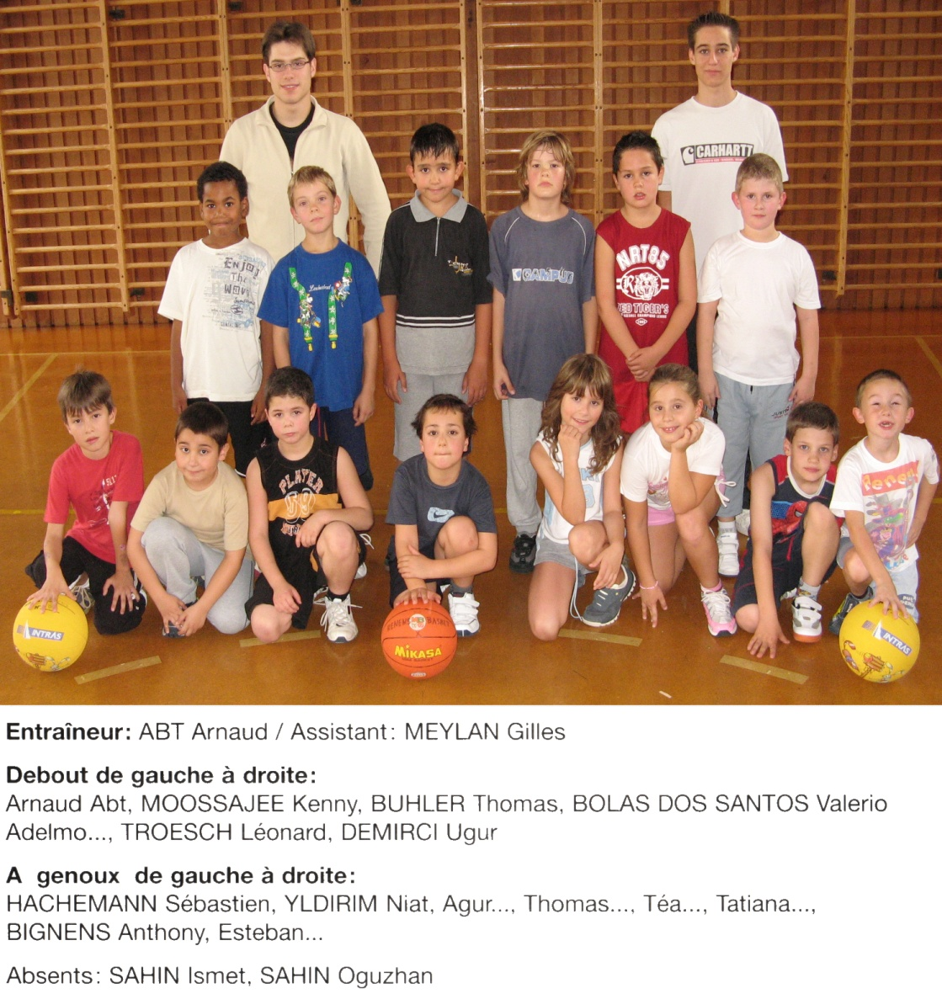 CARHARTT
ENJOY
THE
WAVE
CAMPUS
NRT85
R
RED TIGER'S
PLAYER
89
INTRAS
RENENS BASKET
MIKASA
INTRAS
Entraîneur: ABT Arnaud / Assistant: MEYLAN Gilles
Debout de gauche à droite:
Arnaud Abt, MOOSSAJEE Kenny, BUHLER Thomas, BOLAS DOS SANTOS Valerio
Adelmo..., TROESCH Léonard, DEMIRCI Ugur
A genoux de gauche à droite:
HACHEMANN Sébastien, YLDIRIM Niat, Agur..., Thomas..., Téa..., Tatiana...,
BIGNENS Anthony, Esteban...
Absents: SAHIN Ismet, SAHIN Oguzhan